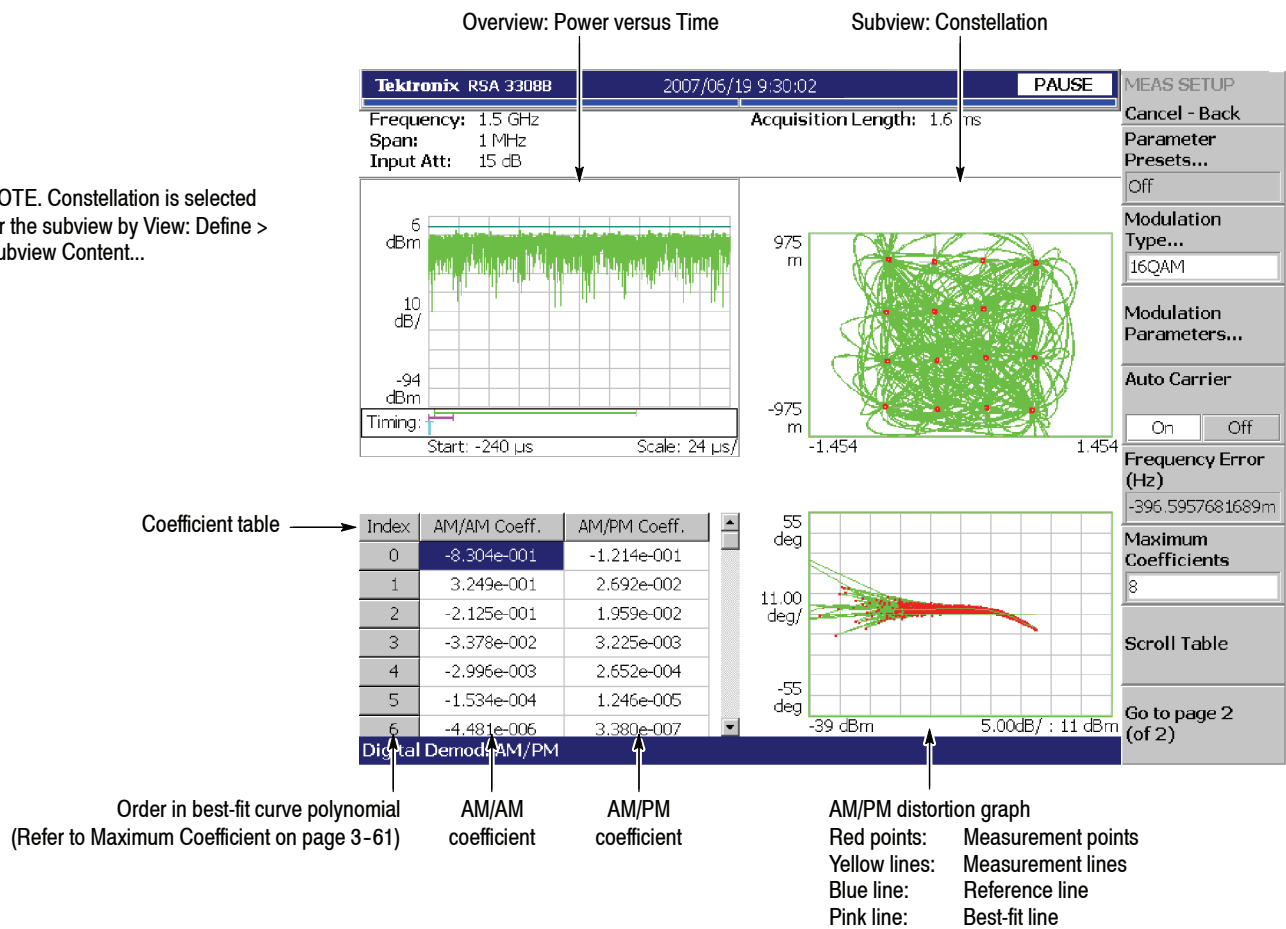 Overview: Power versus Time
Subview: Constellation
Tektronix RSA 3308B 2007/06/19 9:30:02 PAUSE
Frequency: 1.5 GHz
Span: 1 MHz
Input Att: 15 dB
Acquisition Length: 1.6 ms
MEAS SETUP
Cancel - Back
Parameter
Presets...
Off
Modulation
Type...
16QAM
Modulation
Parameters...
Auto Carrier
On Off
Frequency Error
(Hz)
-396.5957681689m
Maximum
Coefficients
8
Scroll Table
Go to page 2
(of 2)
OTE. Constellation is selected
r the subview by View: Define >
ubview Content...
6
dBm
10
dB/
-94
dBm
Timing:
Start: -240 µs Scale: 24 µs/
975
m
-975
m
-1.454 1.454
Coefficient table
Index AM/AM Coeff. AM/PM Coeff.
0 -8.304e-001 -1.214e-001
1 3.249e-001 2.692e-002
2 -2.125e-001 1.959e-002
3 -3.378e-002 3.225e-003
4 -2.996e-003 2.652e-004
5 -1.534e-004 1.246e-005
6 -4.481e-006 3.380e-007
55
deg
11.00
deg/
-55
deg
-39 dBm 5.00dB/ : 11 dBm
Digital Demod: AM/PM
Order in best-fit curve polynomial
(Refer to Maximum Coefficient on page 3-61)
AM/AM
coefficient
AM/PM
coefficient
AM/PM distortion graph
Red points: Measurement points
Yellow lines: Measurement lines
Blue line: Reference line
Pink line: Best-fit line